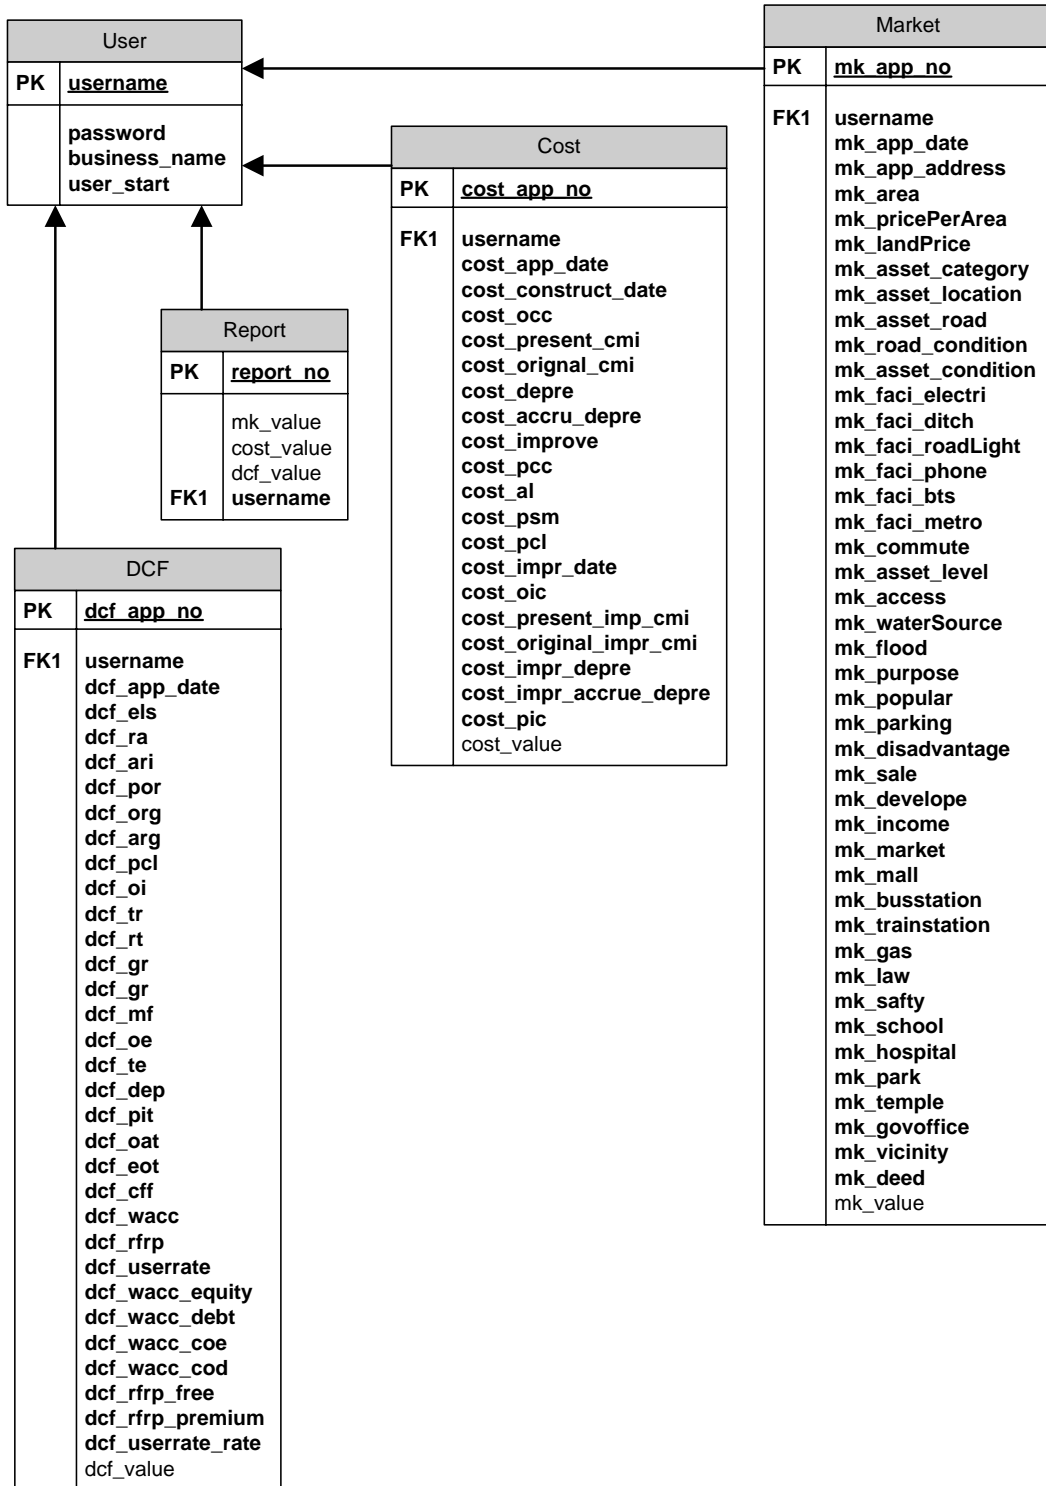 User
PK username
password
business_name
user_start
Market
PK mk_app_no
FK1 username
mk_app_date
mk_app_address
mk_area
mk_pricePerArea
mk_landPrice
mk_asset_category
mk_asset_location
mk_asset_road
mk_road_condition
mk_asset_condition
mk_faci_electri
mk_faci_ditch
mk_faci_roadLight
mk_faci_phone
mk_faci_bts
mk_faci_metro
mk_commute
mk_asset_level
mk_access
mk_waterSource
mk_flood
mk_purpose
mk_popular
mk_parking
mk_disadvantage
mk_sale
mk_develope
mk_income
mk_market
mk_mall
mk_busstation
mk_trainstation
mk_gas
mk_law
mk_safty
mk_school
mk_hospital
mk_park
mk_temple
mk_govoffice
mk_vicinity
mk_deed
mk_value
Cost
PK cost_app_no
FK1 username
cost_app_date
cost_construct_date
cost_occ
cost_present_cmi
cost_orignal_cmi
cost_depre
cost_accru_depre
cost_improve
cost_pcc
cost_al
cost_psm
cost_pcl
cost_impr_date
cost_oic
cost_present_imp_cmi
cost_original_impr_cmi
cost_impr_depre
cost_impr_accrue_depre
cost_pic
cost_value
Report
PK report_no
mk_value
cost_value
dcf_value
FK1 username
DCF
PK dcf_app_no
FK1 username
dcf_app_date
dcf_els
dcf_ra
dcf_ari
dcf_por
dcf_org
dcf_arg
dcf_pcl
dcf_oi
dcf_tr
dcf_rt
dcf_gr
dcf_gr
dcf_mf
dcf_oe
dcf_te
dcf_dep
dcf_pit
dcf_oat
dcf_eot
dcf_cff
dcf_wacc
dcf_rfrp
dcf_userrate
dcf_wacc_equity
dcf_wacc_debt
dcf_wacc_coe
dcf_wacc_cod
dcf_rfrp_free
dcf_rfrp_premium
dcf_userrate_rate
dcf_value